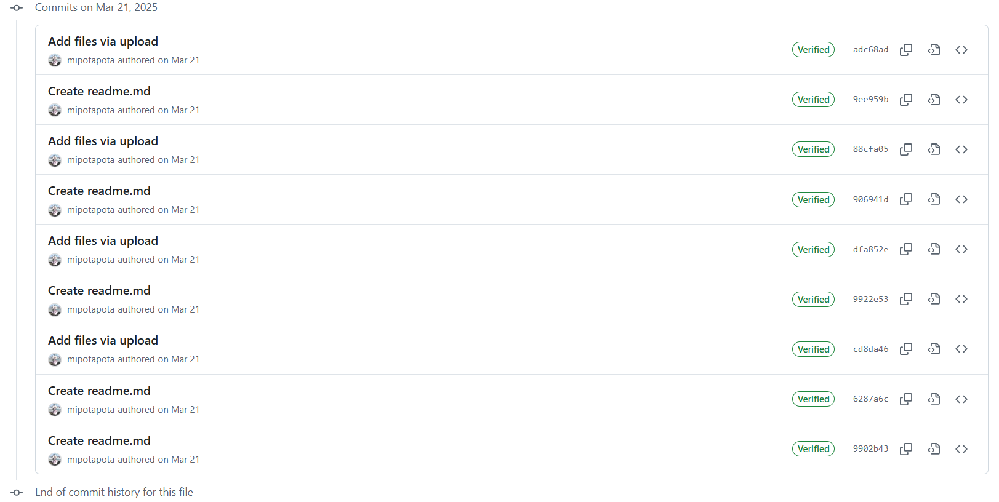 Commits on Mar 21, 2025
Add files via upload
mipotapota authored on Mar 21
Verified
adc68ad
Create readme.md
mipotapota authored on Mar 21
Verified
9ee959b
Add files via upload
mipotapota authored on Mar 21
Verified
88cfa05
Create readme.md
mipotapota authored on Mar 21
Verified
906941d
Add files via upload
mipotapota authored on Mar 21
Verified
dfa852e
Create readme.md
mipotapota authored on Mar 21
Verified
9922e53
Add files via upload
mipotapota authored on Mar 21
Verified
cd8da46
Create readme.md
mipotapota authored on Mar 21
Verified
6287a6c
Create readme.md
mipotapota authored on Mar 21
Verified
9902b43
End of commit history for this file